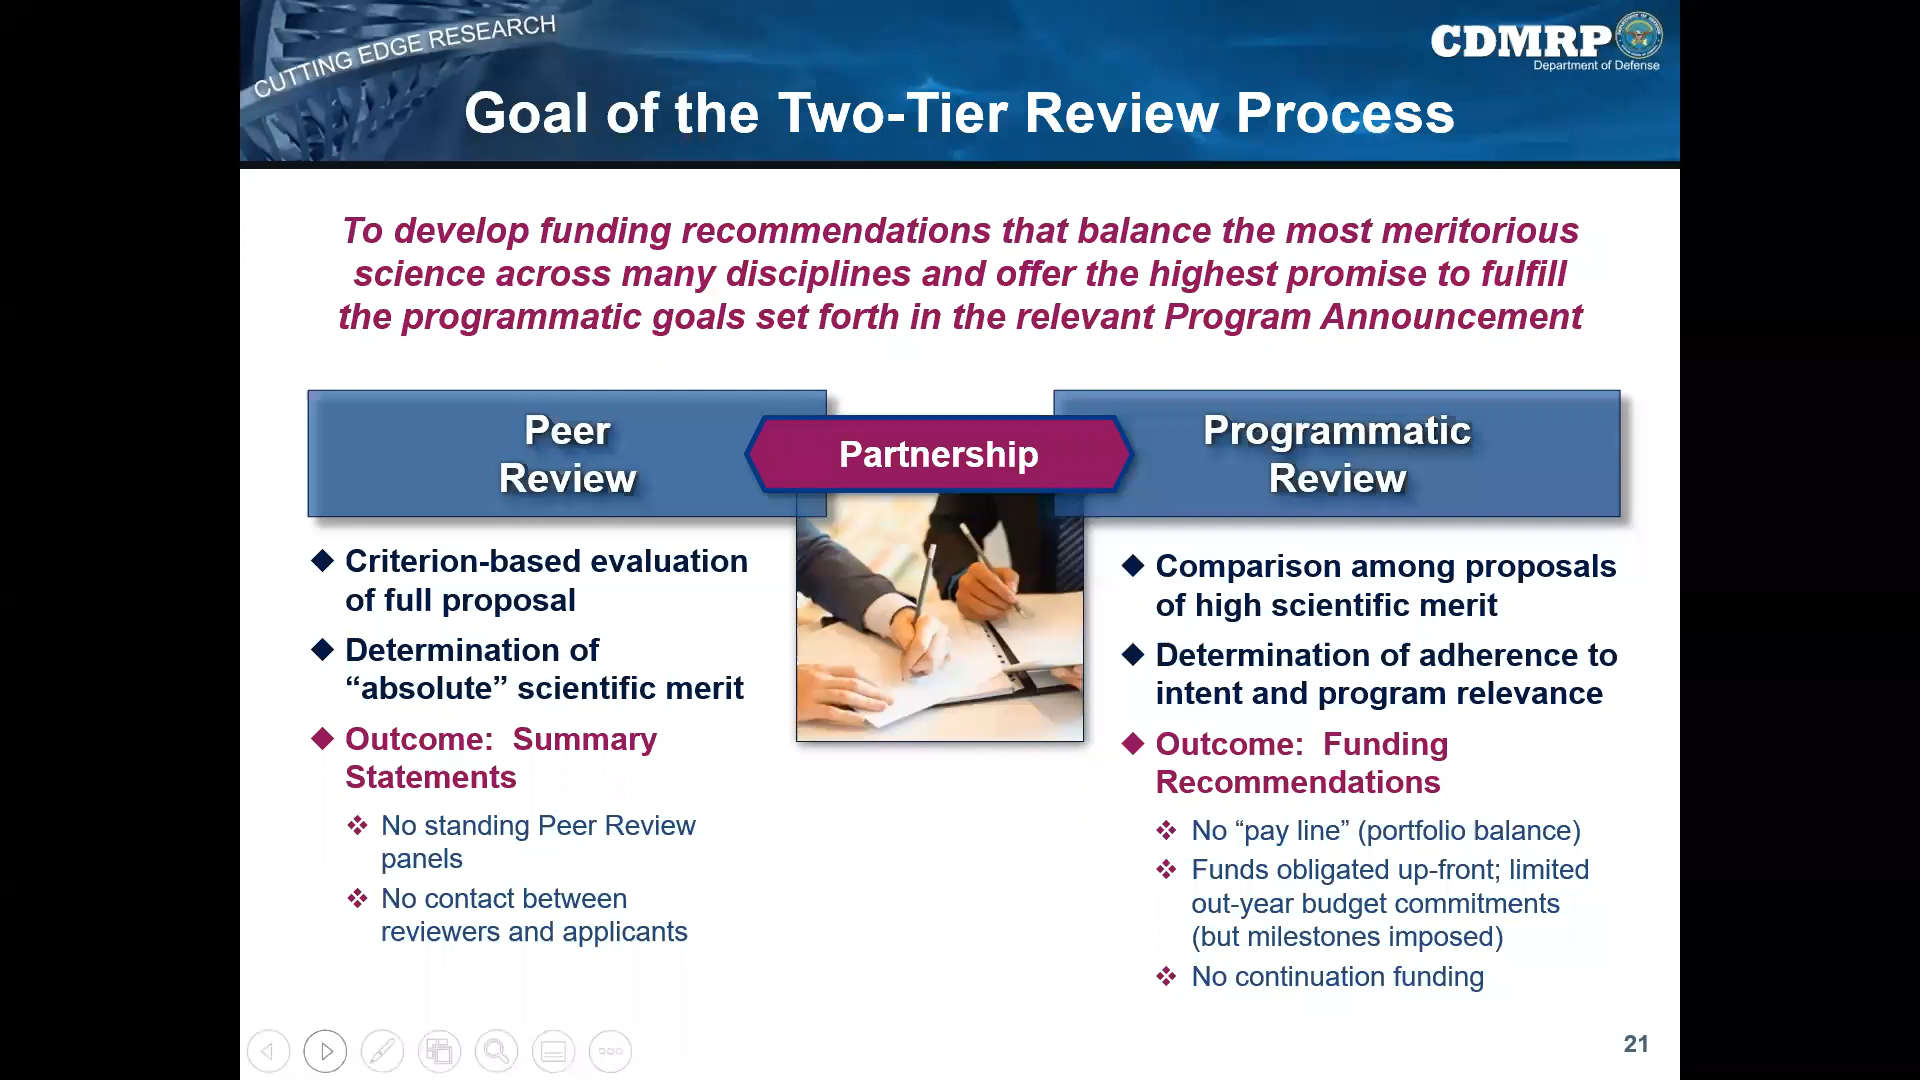 CUTTING EDGE RESEARCH
CDMRP
Department of Defense
Goal of the Two-Tier Review Process
To develop funding recommendations that balance the most meritorious
science across many disciplines and offer the highest promise to fulfill
the programmatic goals set forth in the relevant Program Announcement
Peer
Review
Partnership
Programmatic
Review
Criterion-based evaluation
of full proposal
Determination of
“absolute” scientific merit
Outcome: Summary
Statements
No standing Peer Review
panels
No contact between
reviewers and applicants
Comparison among proposals
of high scientific merit
Determination of adherence to
intent and program relevance
Outcome: Funding
Recommendations
No “pay line” (portfolio balance)
Funds obligated up-front; limited
out-year budget commitments
(but milestones imposed)
No continuation funding
21